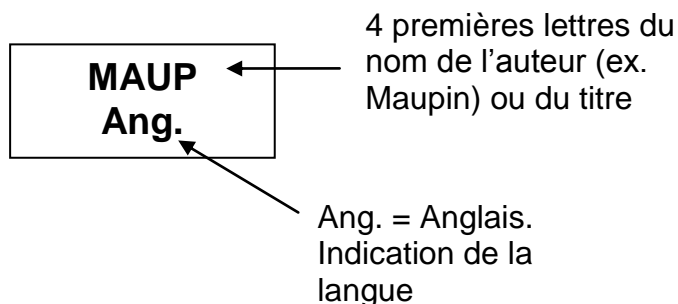 MAUP
Ang.
4 premières lettres du
nom de l’auteur (ex.
Maupin) ou du titre
Ang. = Anglais.
Indication de la
langue